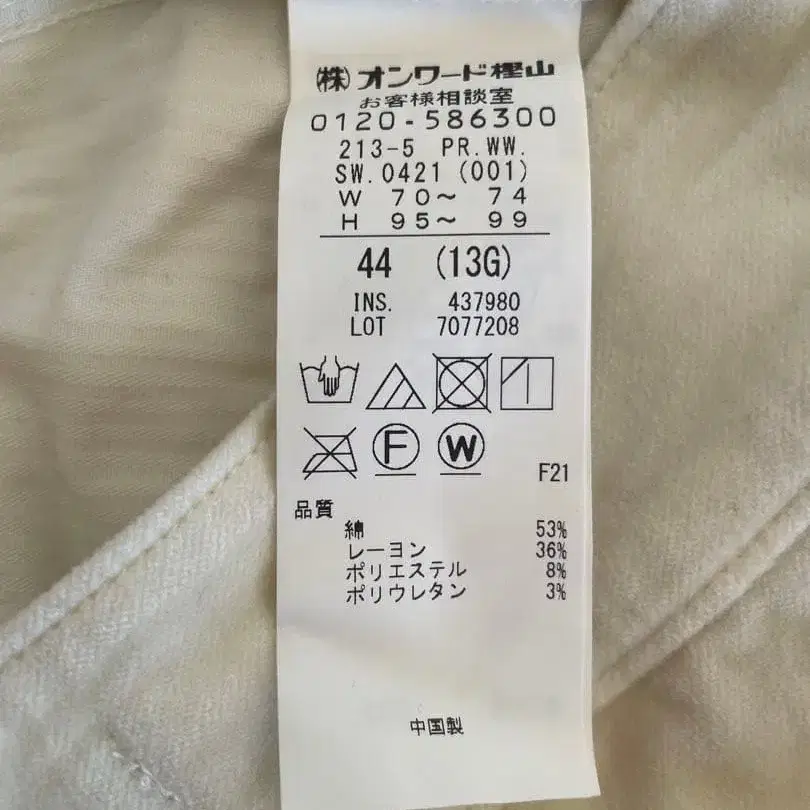 (株)オンワード樫山
お客様相談室
0120-586300
213-5 PR.WW.
SW.0421 (001)
W 70〜 74
H 95〜 99
44 (13G)
INS. 437980
LOT 7077208
F W
F21
品質
綿 53%
レーヨン 36%
ポリエステル 8%
ポリウレタン 3%
中国製